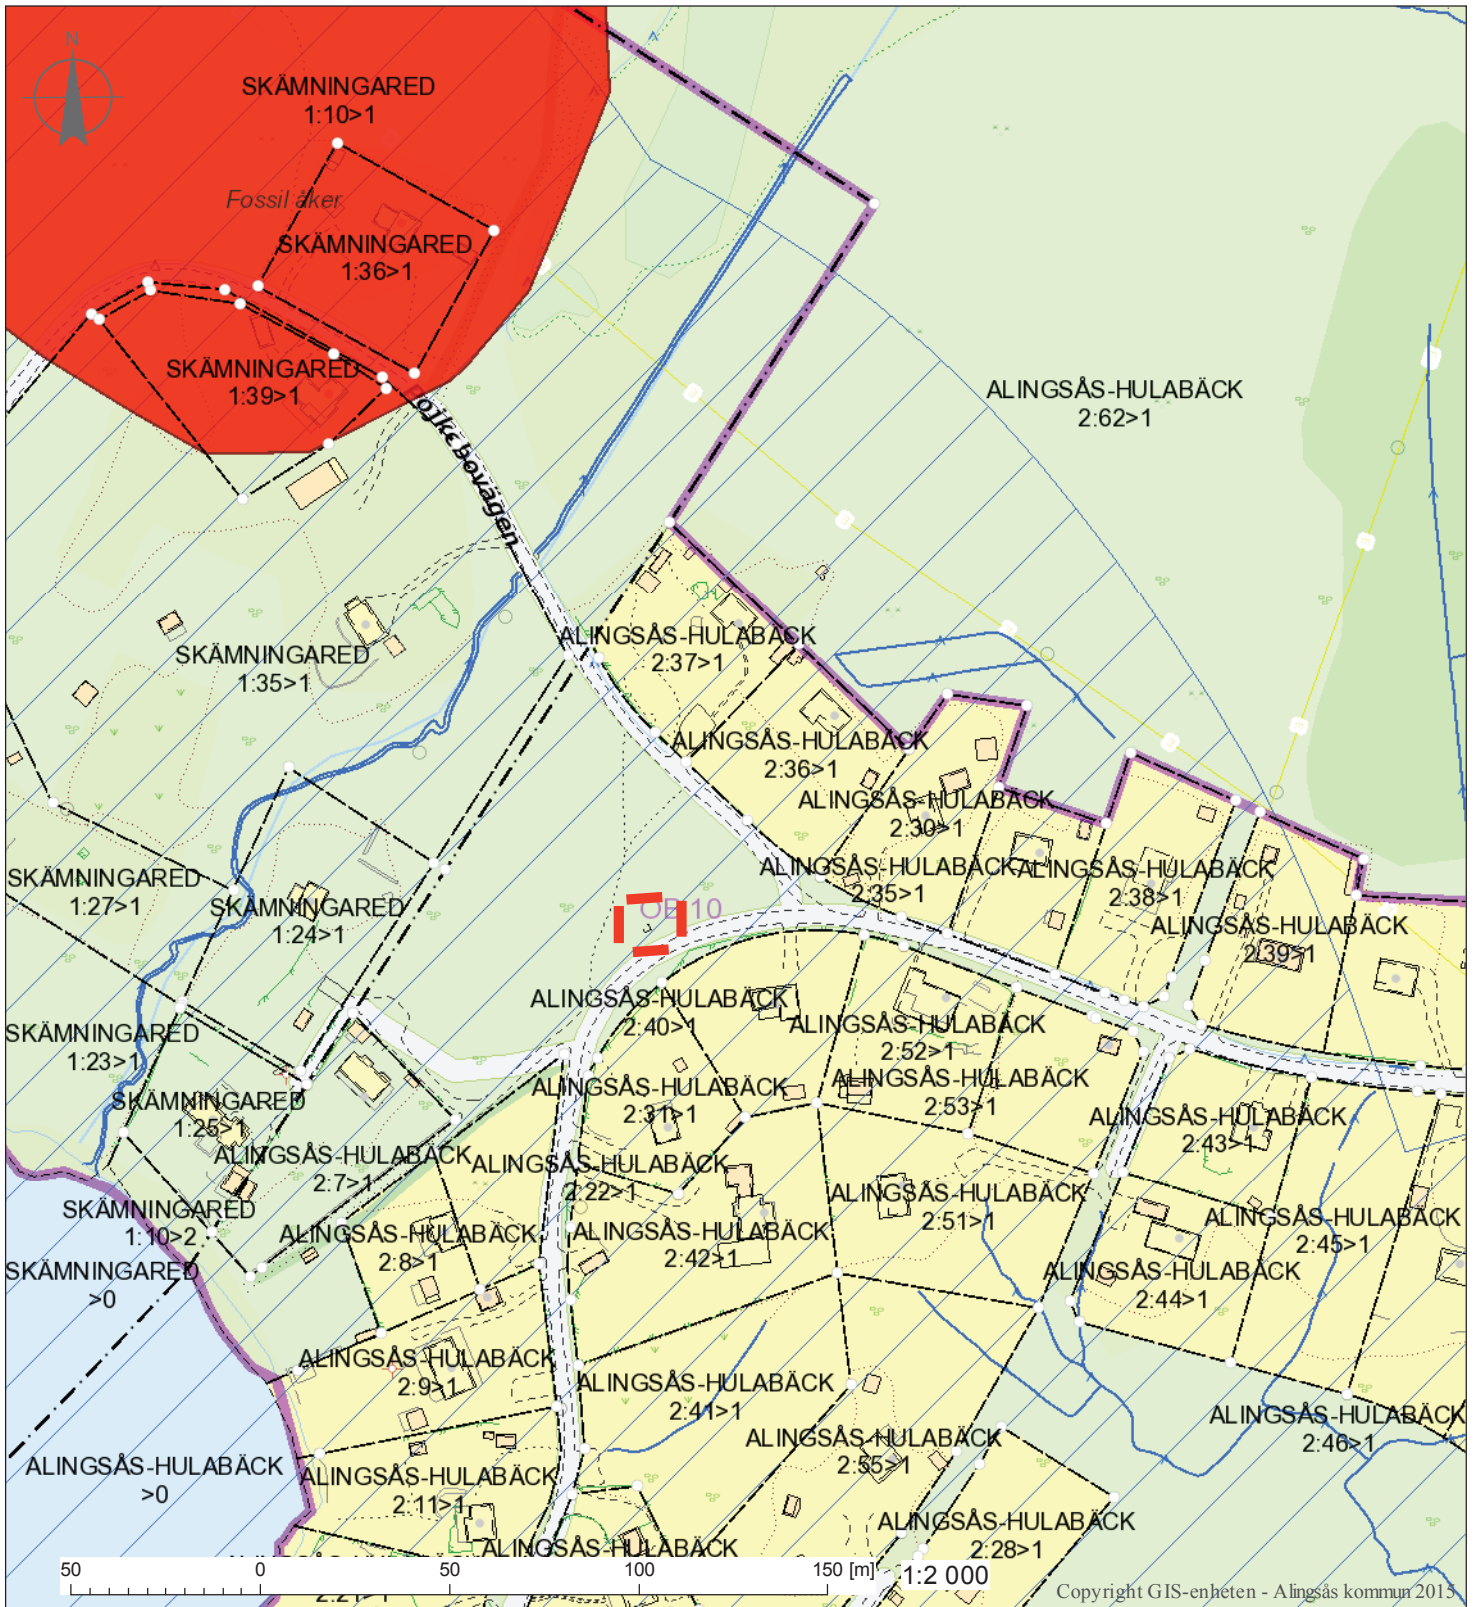 N
SKÄMNINGARED
1:10>1
Fossil åker
SKÄMNINGARED
1:36>1
SKÄMNINGARED
1:39>1
ALINGSÅS-HULABÄCK
2:62>1
ALINGSÅS-HULABÄCK
2:37>1
SKÄMNINGARED
1:35>1
ALINGSÅS-HULABÄCK
2:36>1
ALINGSÅS-HULABÄCK
2:30>1
ALINGSÅS-HULABÄCK
2:35>1
ALINGSÅS-HULABÄCK
2:38>1
SKÄMNINGARED
1:27>1
SKÄMNINGARED
1:24>1
OB 10
ALINGSÅS-HULABÄCK
2:39>1
ALINGSÅS-HULABÄCK
2:40>1
ALINGSÅS-HULABÄCK
2:52>1
SKÄMNINGARED
1:23>1
ALINGSÅS-HULABÄCK
2:31>1
ALINGSÅS-HULABÄCK
2:53>1
SKÄMNINGARED
1:25>1
ALINGSÅS-HULABÄCK
2:43>1
ALINGSÅS-HULABÄCK
2:7>1
ALINGSÅS-HULABÄCK
2:22>1
ALINGSÅS-HULABÄCK
2:51>1
SKÄMNINGARED
1:10>2
ALINGSÅS-HULABÄCK
2:8>1
ALINGSÅS-HULABÄCK
2:42>1
ALINGSÅS-HULABÄCK
2:45>1
SKÄMNINGARED
>0
ALINGSÅS-HULABÄCK
2:44>1
ALINGSÅS-HULABÄCK
2:9>1
ALINGSÅS-HULABÄCK
2:41>1
ALINGSÅS-HULABÄCK
2:46>1
ALINGSÅS-HULABÄCK
2:55>1
ALINGSÅS-HULABÄCK
>0
ALINGSÅS-HULABÄCK
2:11>1
ALINGSÅS-HULABÄCK
2:28>1
ALINGSÅS-HULABÄCK
50 0 50 100 150 [m]
1:2 000
Copyright GIS-enheten - Alingsås kommun 2015